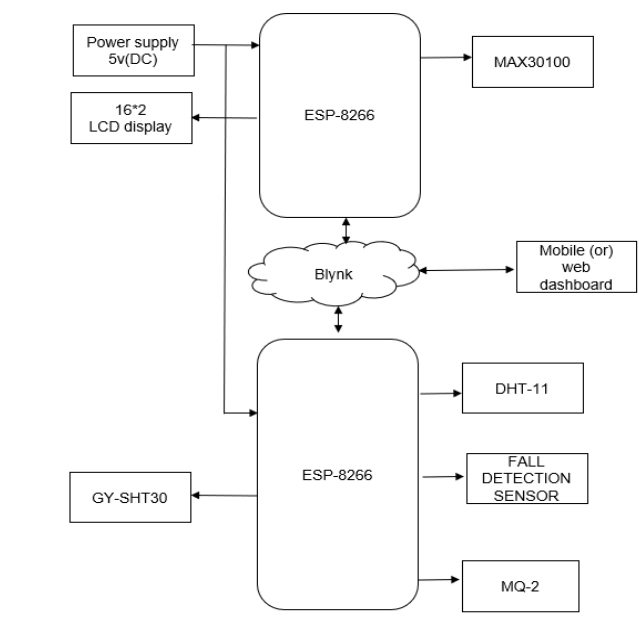 Power supply
5v(DC)
MAX30100
16*2
LCD display
ESP-8266
Blynk
Mobile (or)
web
dashboard
DHT-11
ESP-8266
FALL
DETECTION
SENSOR
GY-SHT30
MQ-2